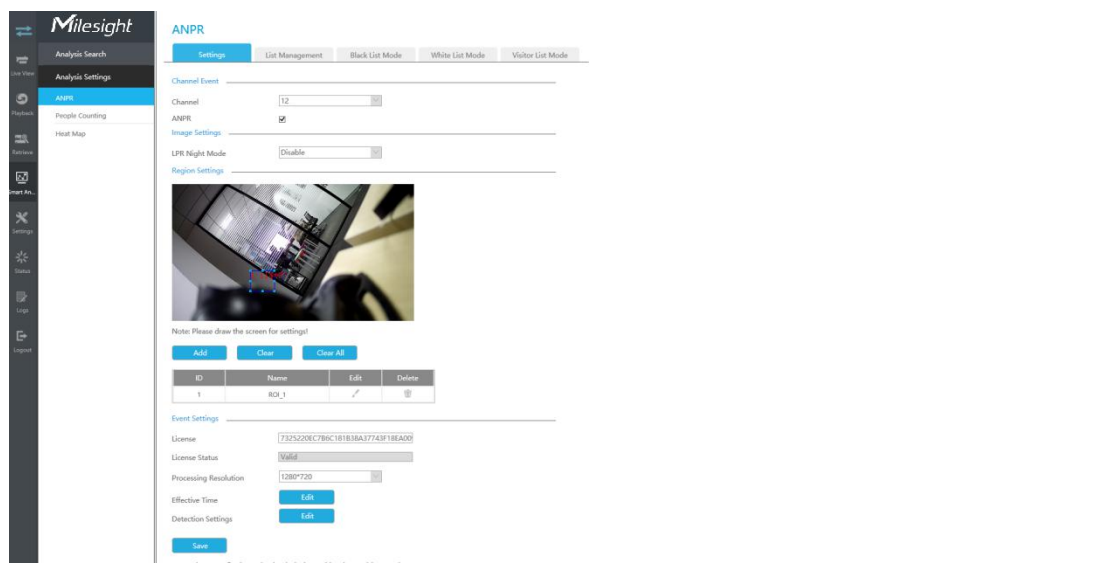 Milesight
Analysis Search
Analysis Settings
ANPR
People Counting
Heat Map
Live View
Playback
Retrieve
Smart An...
Settings
Status
Logs
Logout
ANPR
Settings
List Management
Black List Mode
White List Mode
Visitor List Mode
Channel Event
Channel 12
ANPR
Image Settings
LPR Night Mode Disable
Region Settings
Note: Please draw the screen for settings!
Add Clear Clear All
ID Name Edit Delete
1 ROI_1
Event Settings
License
License Status Valid
Processing Resolution 1280*720
Effective Time Edit
Detection Settings Edit
Save